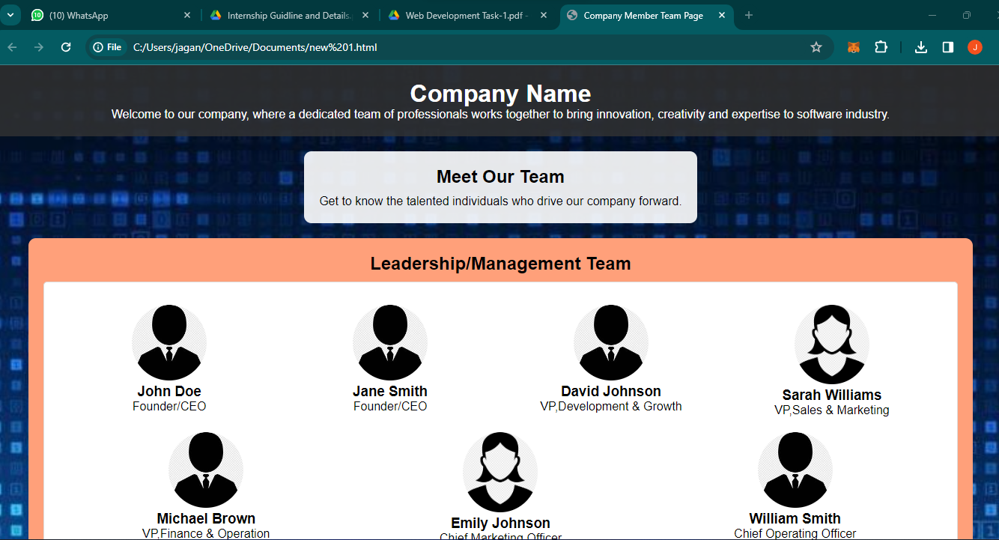 10
(10) WhatsApp
Internship Guidline and Details.
Web Development Task-1.pdf -
Company Member Team Page
File
C:/Users/jagan/OneDrive/Documents/new%201.html
J
Company Name
Welcome to our company, where a dedicated team of professionals works together to bring innovation, creativity and expertise to software industry.
Meet Our Team
Get to know the talented individuals who drive our company forward.
Leadership/Management Team
John Doe
Founder/CEO
Jane Smith
Founder/CEO
David Johnson
VP,Development & Growth
Sarah Williams
VP,Sales & Marketing
Michael Brown
VP,Finance & Operation
Emily Johnson
Chief Marketing Officer
William Smith
Chief Operating Officer